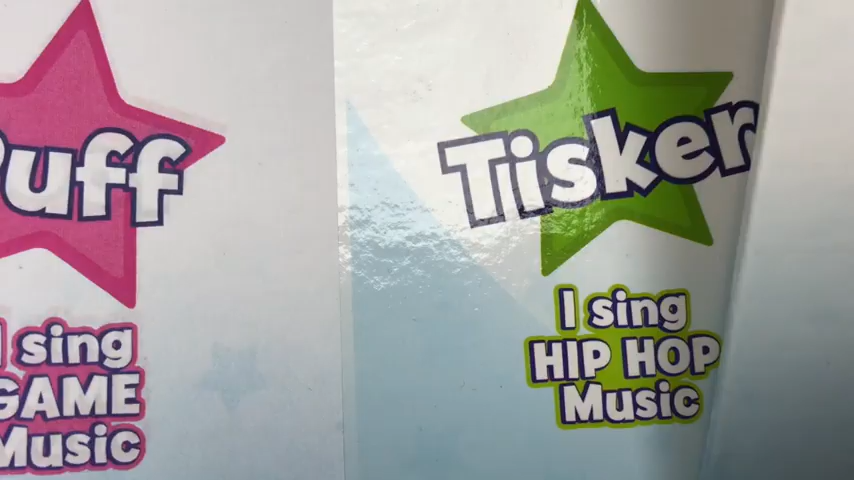 Puff
I sing
GAME
Music
Tisker
I sing
HIP HOP
Music